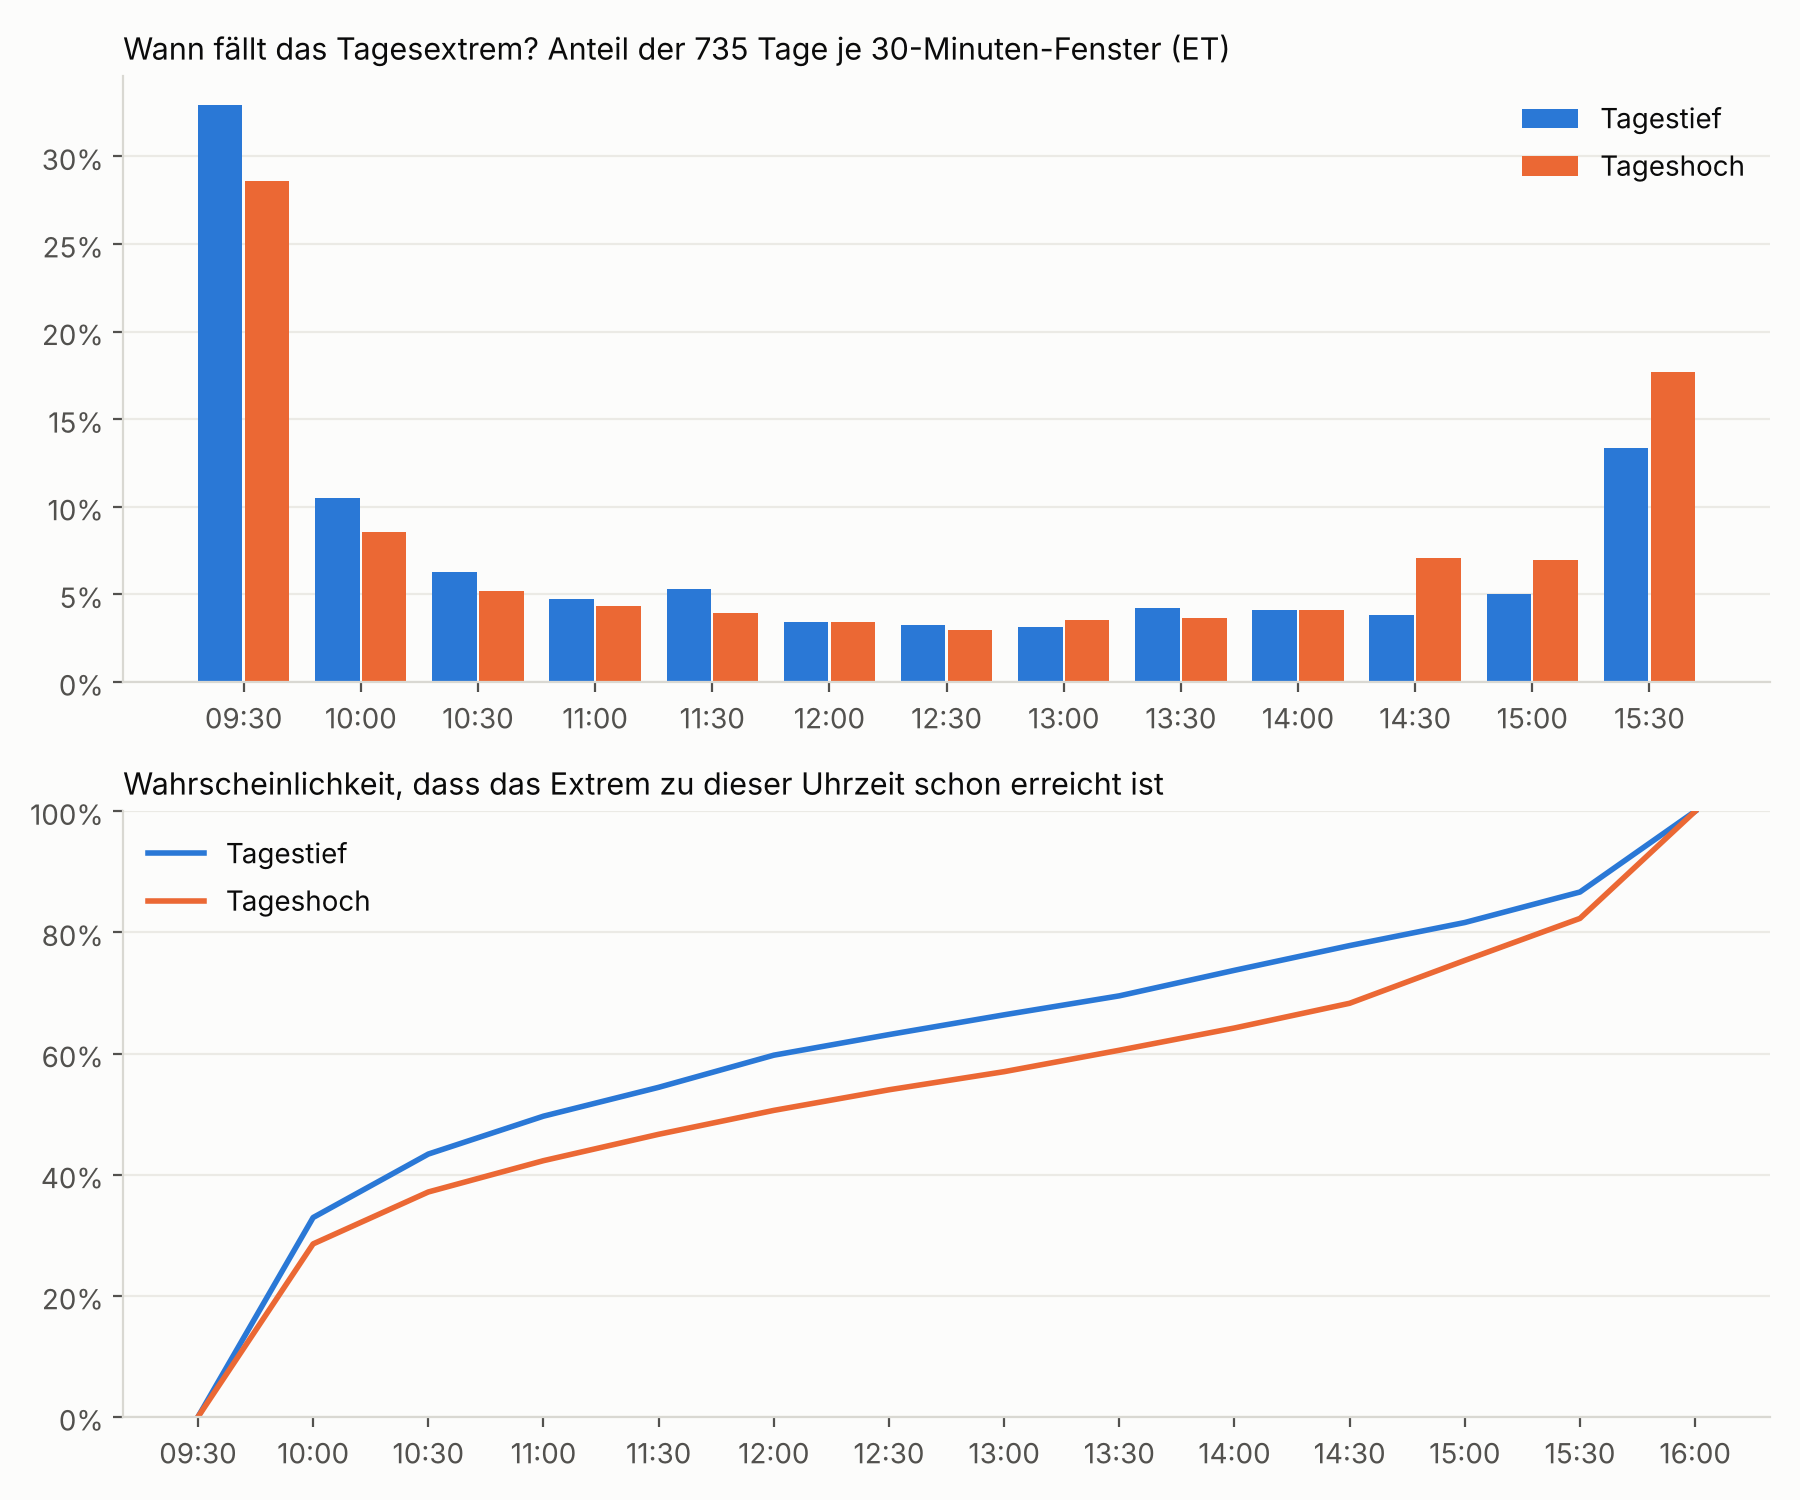 Wann fällt das Tagesextrem? Anteil der 735 Tage je 30-Minuten-Fenster (ET)
Tagestief
Tageshoch
30%
25%
20%
15%
10%
5%
0%
09:30 10:00 10:30 11:00 11:30 12:00 12:30 13:00 13:30 14:00 14:30 15:00 15:30
Wahrscheinlichkeit, dass das Extrem zu dieser Uhrzeit schon erreicht ist
100%
Tagestief
Tageshoch
80%
60%
40%
20%
0%
09:30 10:00 10:30 11:00 11:30 12:00 12:30 13:00 13:30 14:00 14:30 15:00 15:30 16:00